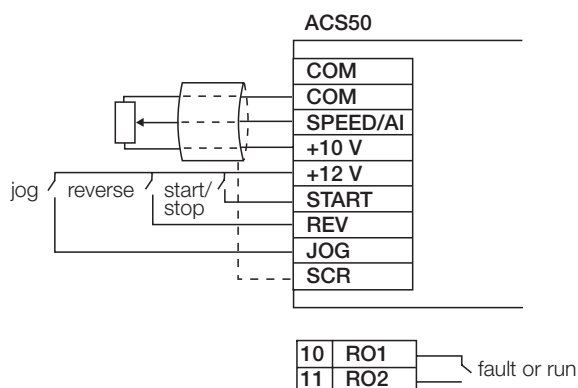 ACS50
COM
COM
SPEED/AI
+10 V
+12 V
START
REV
JOG
SCR
jog
reverse
start/
stop
10 RO1
11 RO2
fault or run